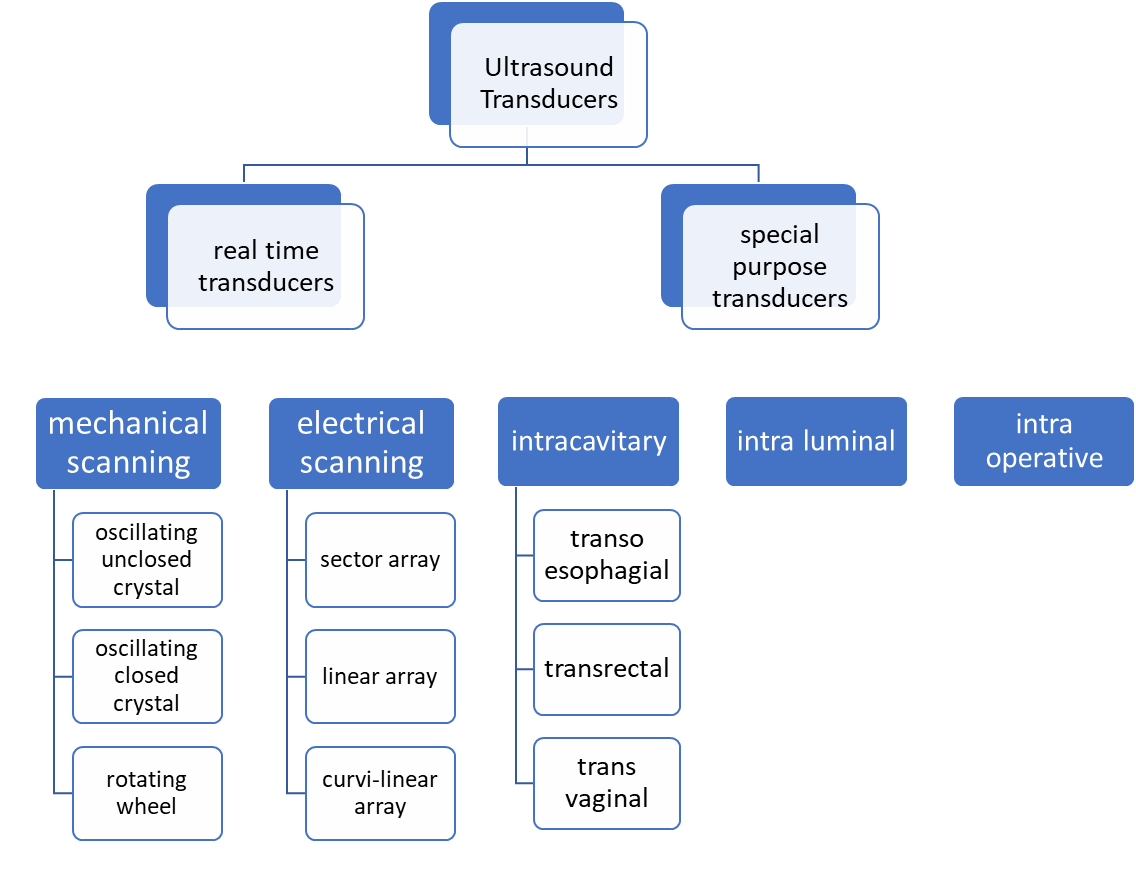 Ultrasound
Transducers
real time
transducers
special
purpose
transducers
mechanical
scanning
electrical
scanning
intracavitary
intra luminal
intra
operative
oscillating
unclosed
crystal
oscillating
closed
crystal
rotating
wheel
sector array
linear array
curvi-linear
array
transo
esophagial
transrectal
trans
vaginal